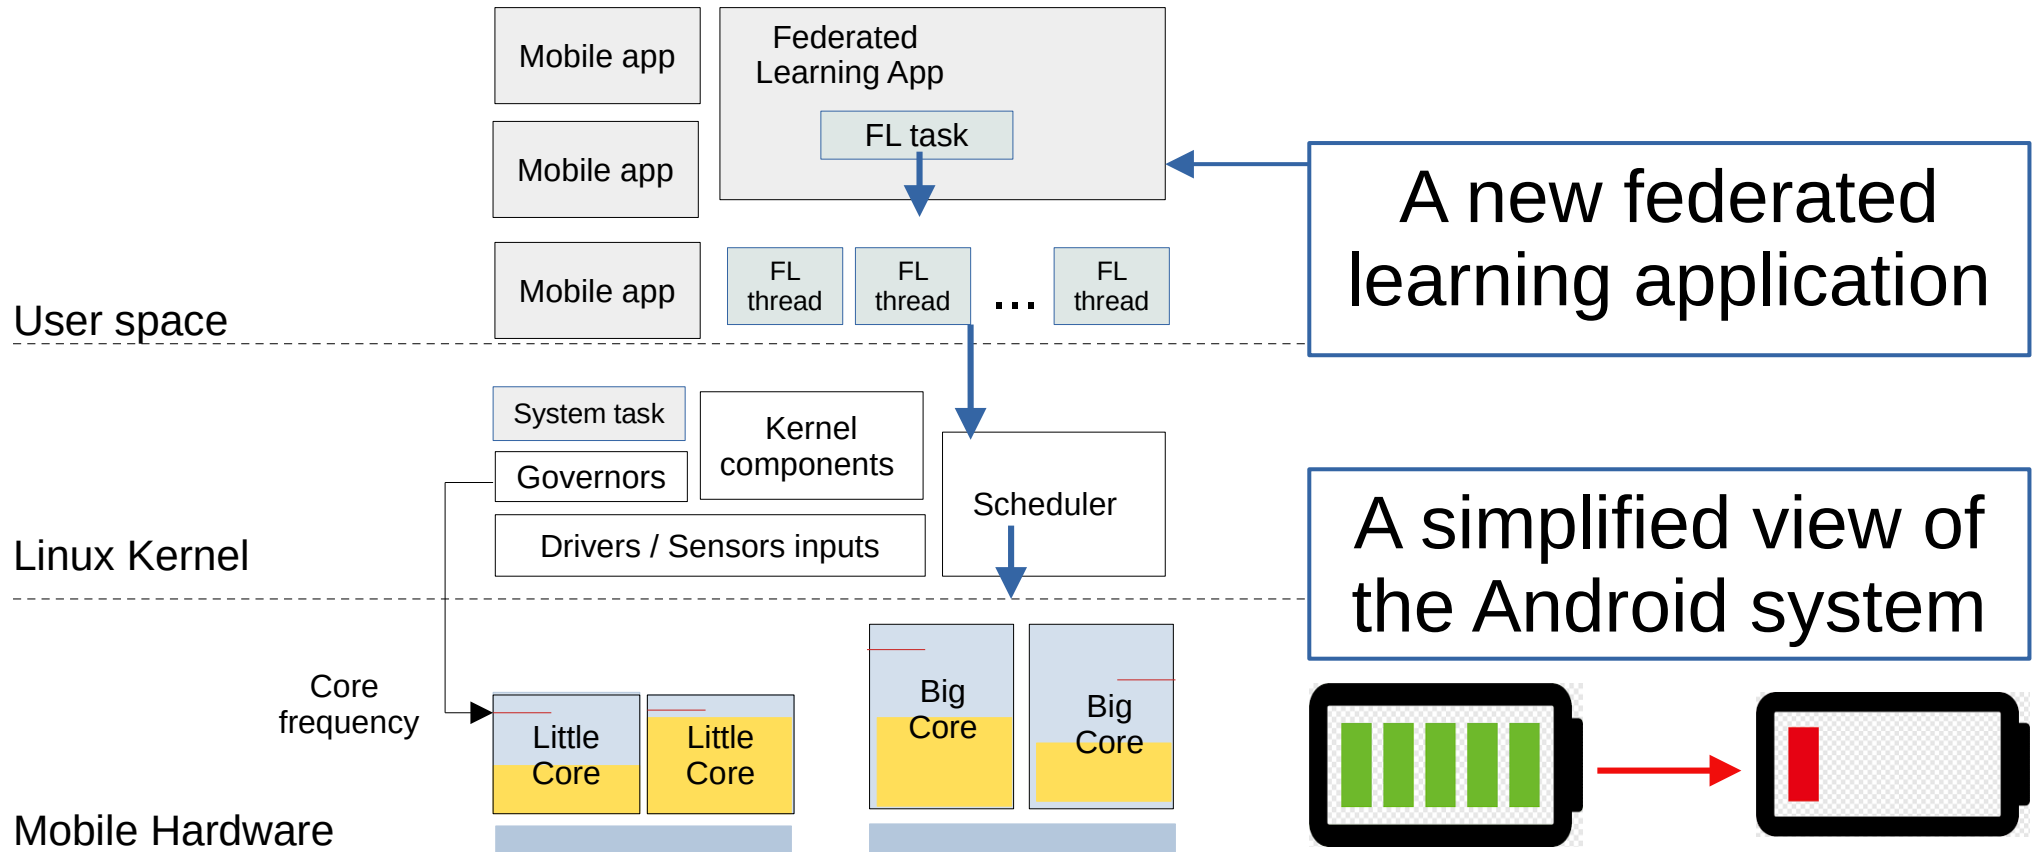 Mobile app
Federated
Learning App
FL task
Mobile app
A new federated
learning application
Mobile app
FL
thread
FL
thread
...
FL
thread
User space
System task
Kernel
components
Governors
Scheduler
Drivers / Sensors inputs
A simplified view of
the Android system
Linux Kernel
Core
frequency
Little
Core
Little
Core
Big
Core
Big
Core
Mobile Hardware